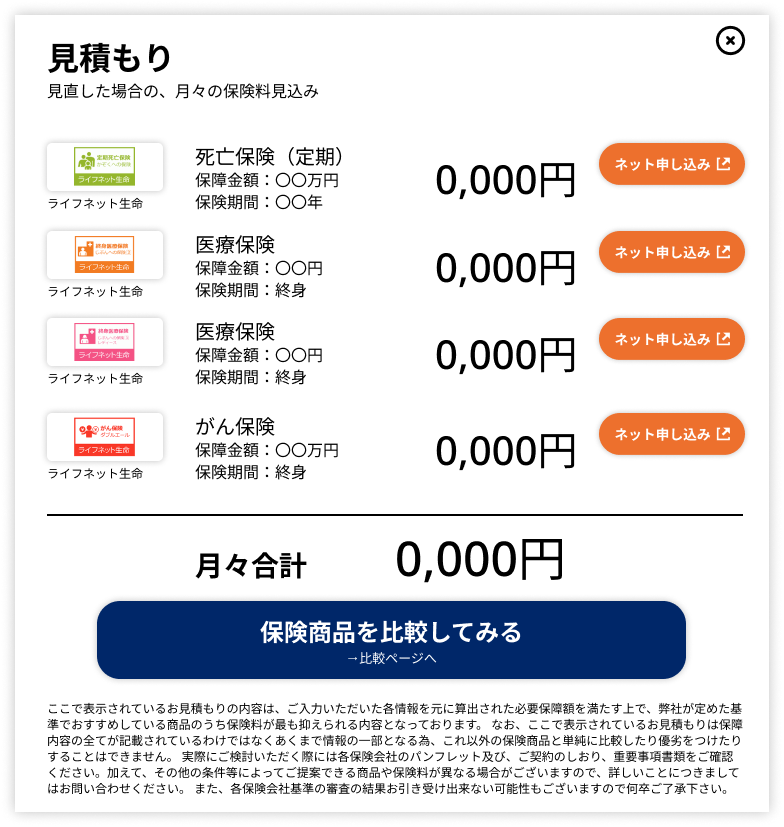 見積もり
見直した場合の、月々の保険料見込み
定期死亡保険
かぞくへの保険
ライフネット生命
ライフネット生命
死亡保険（定期）
保障金額：〇〇万円
保険期間：〇〇年
0,000円
ネット申し込み
終身医療保険
じぶんへの保険3
ライフネット生命
ライフネット生命
医療保険
保障金額：〇〇円
保険期間：終身
0,000円
ネット申し込み
終身医療保険
じぶんへの保険3
レディース
ライフネット生命
ライフネット生命
医療保険
保障金額：〇〇円
保険期間：終身
0,000円
ネット申し込み
がん保険
ダブルエール
ライフネット生命
ライフネット生命
がん保険
保障金額：〇〇万円
保険期間：終身
0,000円
ネット申し込み
月々合計
0,000円
保険商品を比較してみる
→比較ページへ
ここで表示されているお見積もりの内容は、ご入力いただいた各情報を元に算出された必要保障額を満たす上で、弊社が定めた基
準でおすすめしている商品のうち保険料が最も抑えられる内容となっております。 なお、ここで表示されているお見積もりは保障
内容の全てが記載されているわけではなくあくまで情報の一部となる為、これ以外の保険商品と単純に比較したり優劣をつけたり
することはできません。 実際にご検討いただく際には各保険会社のパンフレット及び、ご契約のしおり、重要事項書類をご確認
ください。加えて、その他の条件等によってご提案できる商品や保険料が異なる場合がございますので、詳しいことにつきまして
はお問い合わせください。 また、各保険会社基準の審査の結果お引き受け出来ない可能性もございますので何卒ご了承下さい。